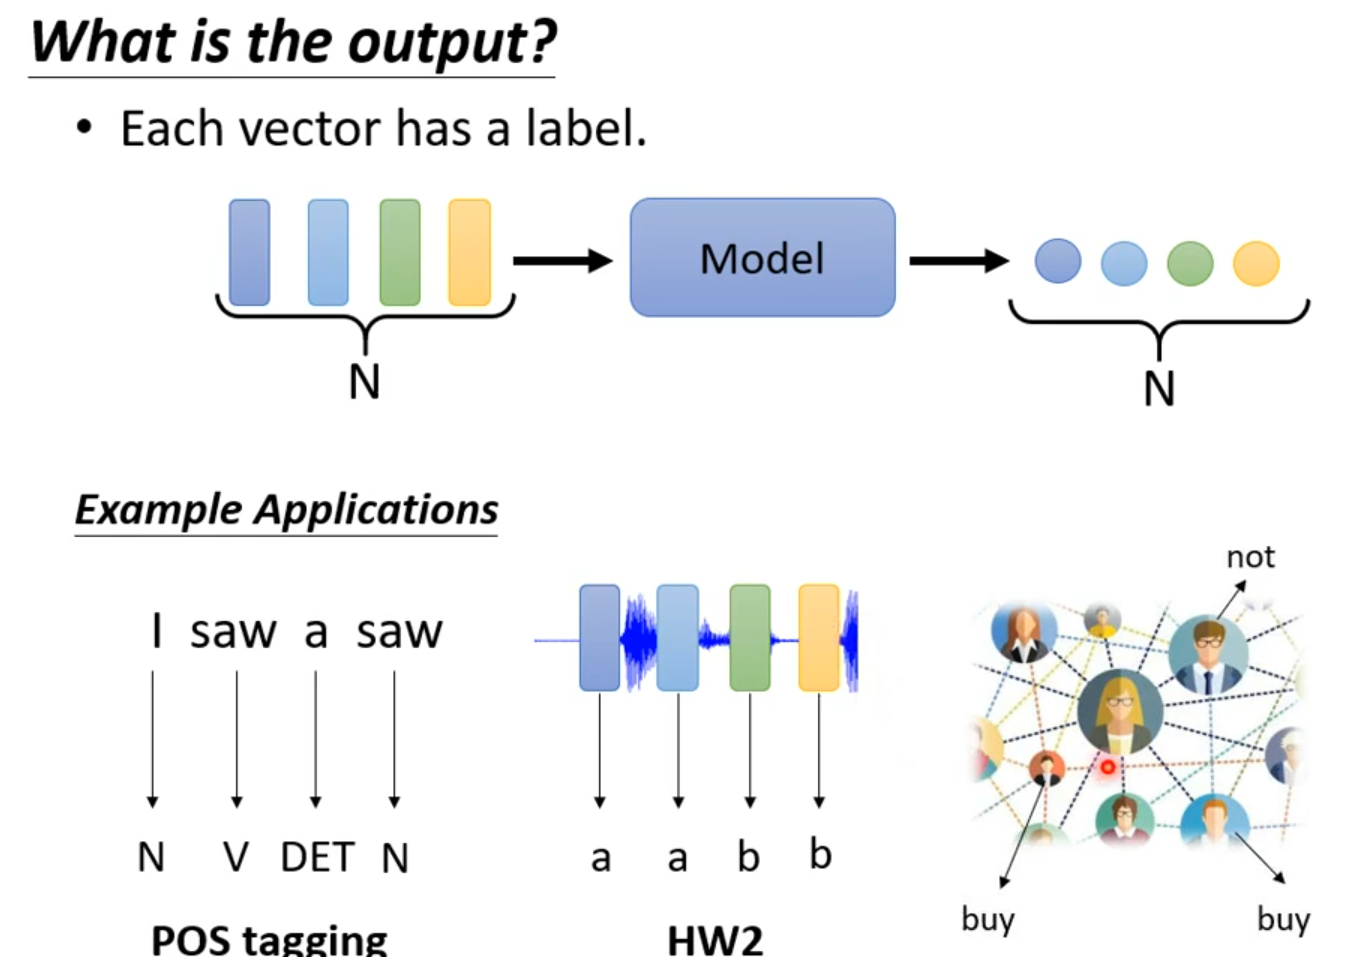 What is the output?
• Each vector has a label.
Model
N
N
Example Applications
I saw a saw
N V DET N
POS tagging
a a b b
HW2
not
buy
buy